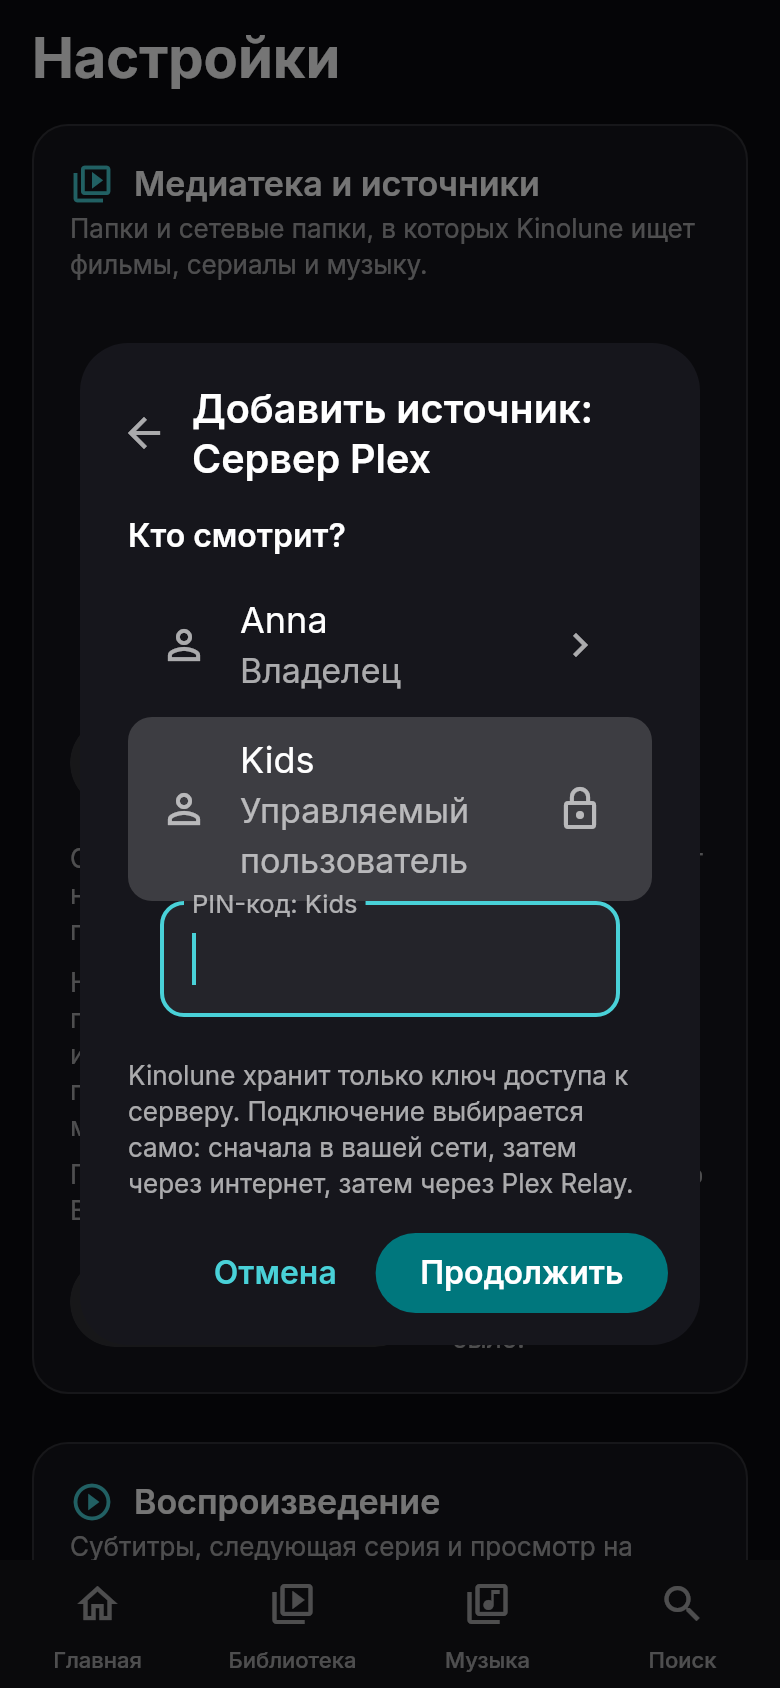 Настройки
Медиатека и источники
Папки и сетевые папки, в которых Kinolune ищет
фильмы, сериалы и музыку.
Добавить источник:
Сервер Plex
Кто смотрит?
Anna
Владелец
Kids
Управляемый
пользователь
PIN-код: Kids
Kinolune хранит только ключ доступа к
серверу. Подключение выбирается
само: сначала в вашей сети, затем
через интернет, затем через Plex Relay.
Отмена
Продолжить
Воспроизведение
Субтитры, следующая серия и просмотр на
Главная
Библиотека
Музыка
Поиск